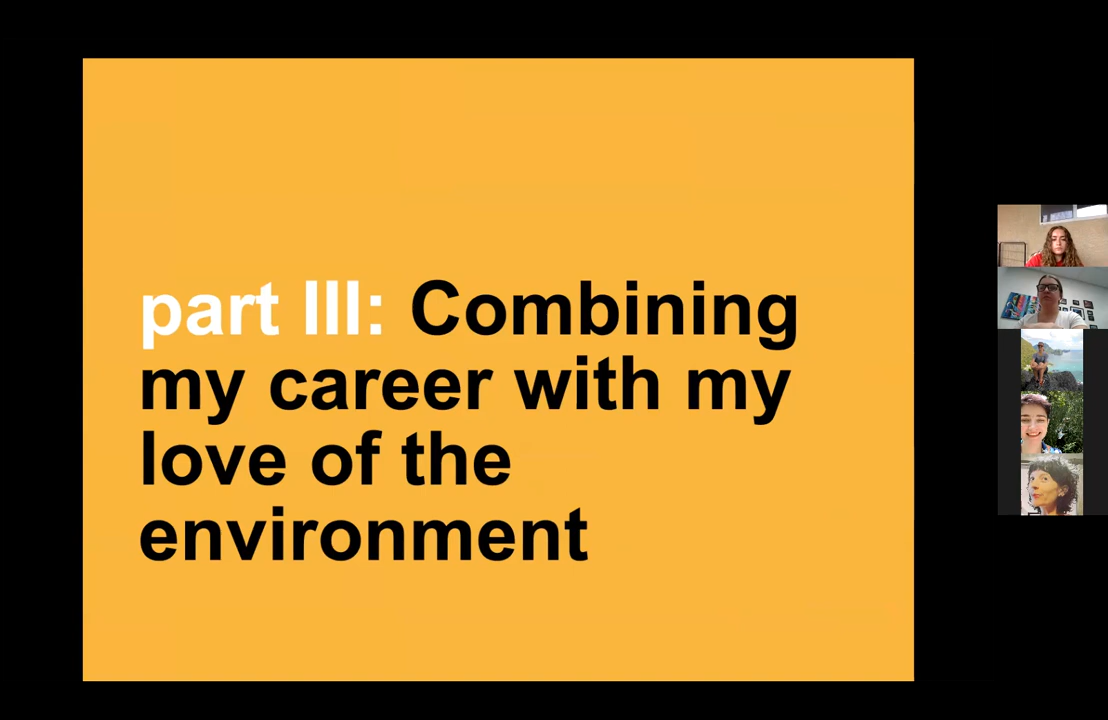 part III: Combining
my career with my
love of the
environment